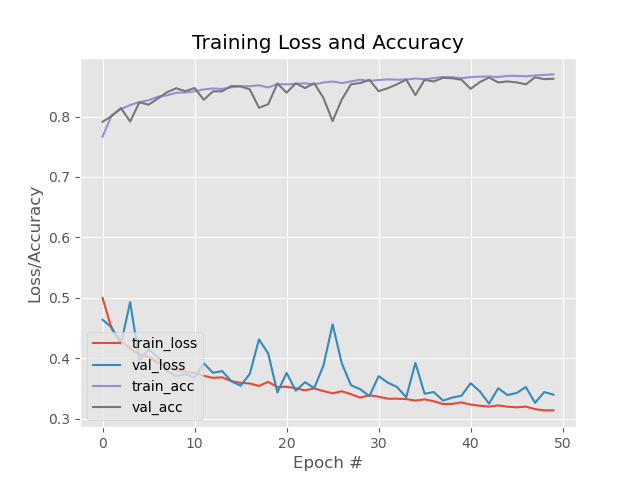 Training Loss and Accuracy
Loss/Accuracy
0.8
0.7
0.6
0.5
0.4
0.3
train_loss
val_loss
train_acc
val_acc
0
10
20
30
40
50
Epoch #